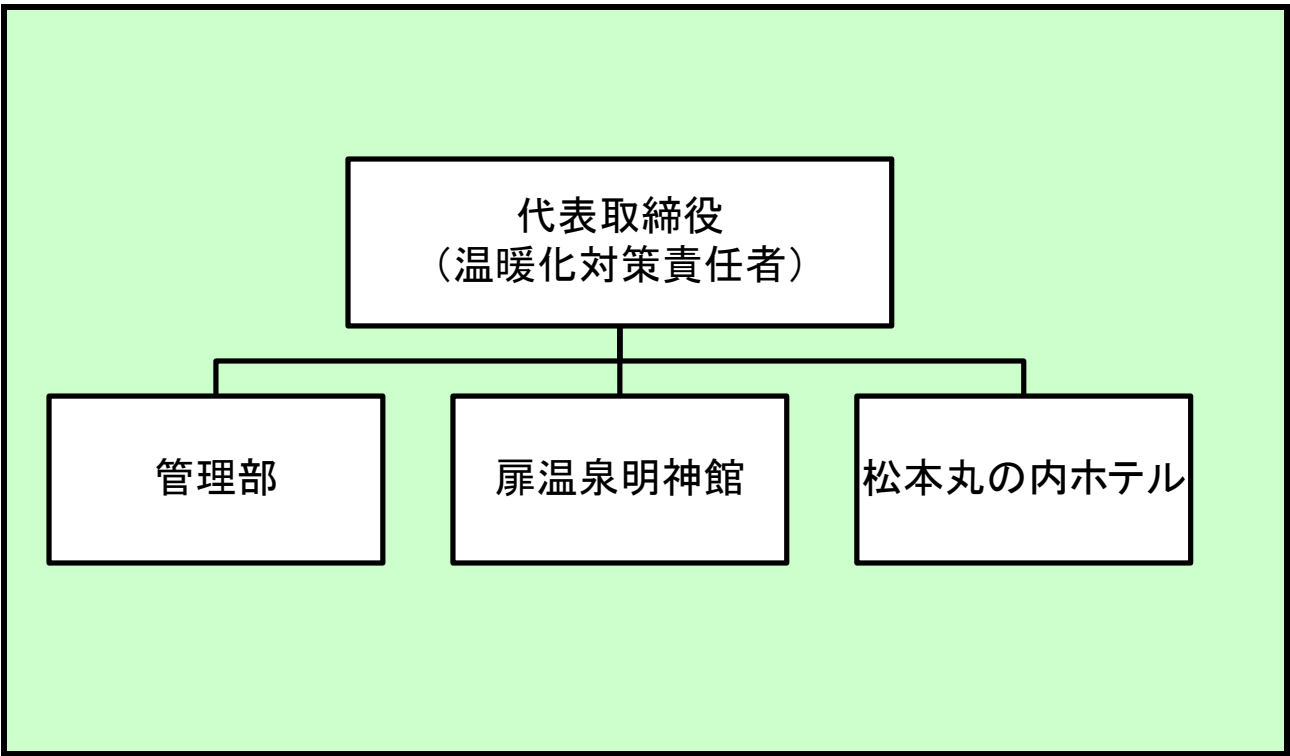 代表取締役
（温暖化対策責任者）
管理部
扉温泉明神館
松本丸の内ホテル